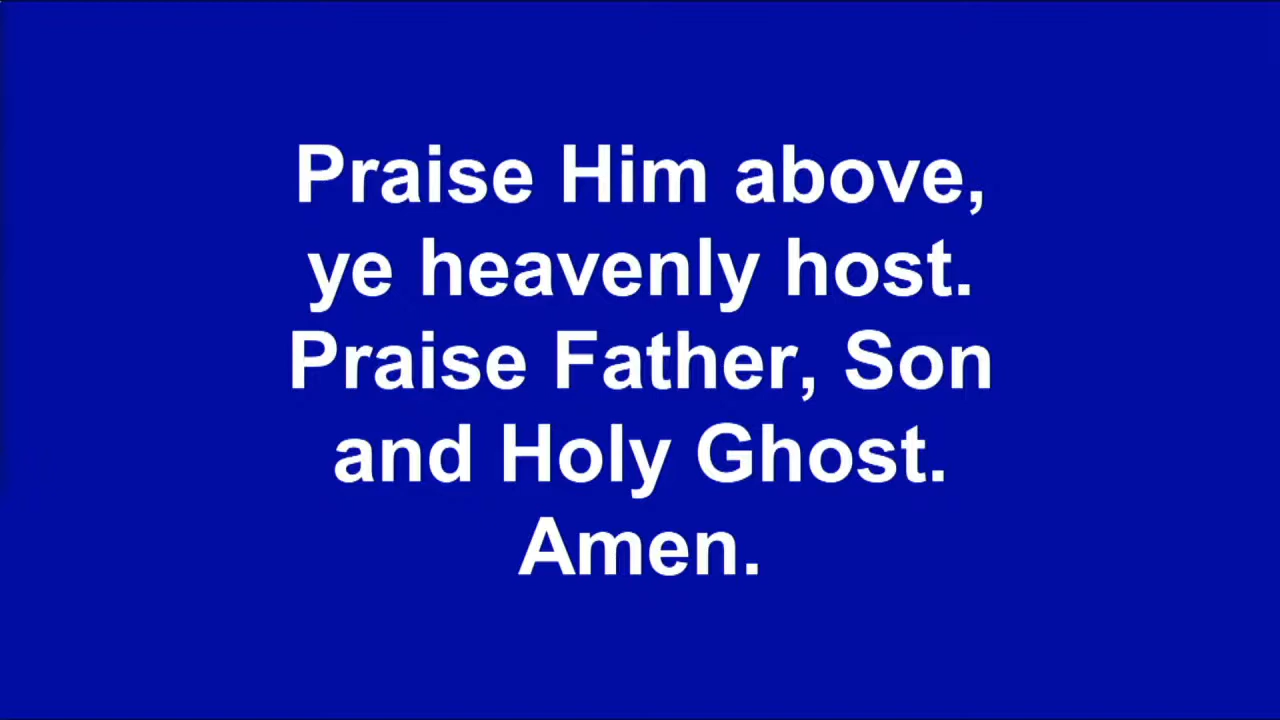 Praise Him above,
ye heavenly host.
Praise Father, Son
and Holy Ghost.
Amen.